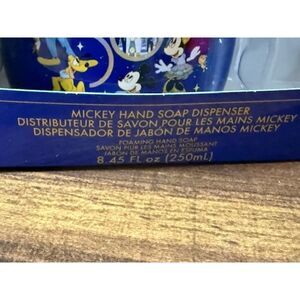 MICKEY HAND SOAP DISPENSER
DISTRIBUTEUR DE SAVON POUR LES MAINS MICKEY
DISPENSADOR DE JABÓN DE MANOS MICKEY
FOAMING HAND SOAP
SAVON PUR LES MAINS MOUSSANT
JABÓN DE MANOS EN ESPUMA
8.45 FL oz (250mL)